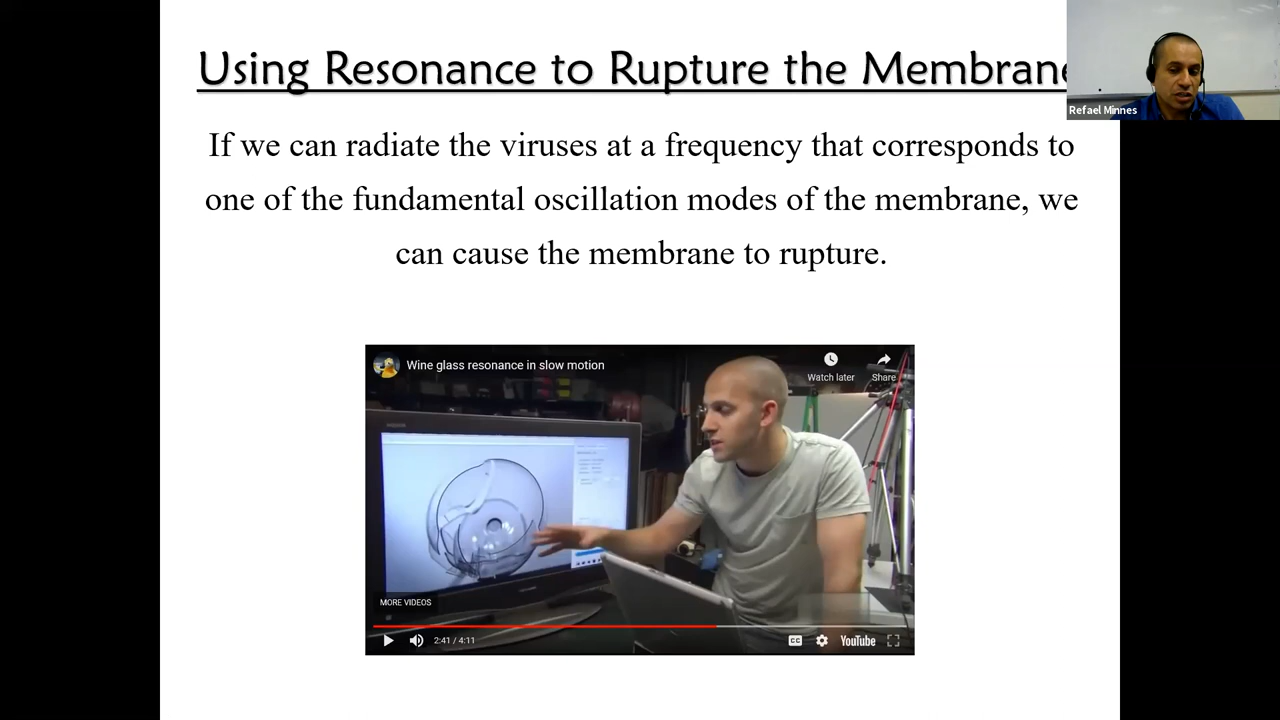 Using Resonance to Rupture the Membrane
Refael Minnes
If we can radiate the viruses at a frequency that corresponds to
one of the fundamental oscillation modes of the membrane, we
can cause the membrane to rupture.
Wine glass resonance in slow motion
Watch later
Share
MORE VIDEOS
2:41 / 4:11
CC
YouTube